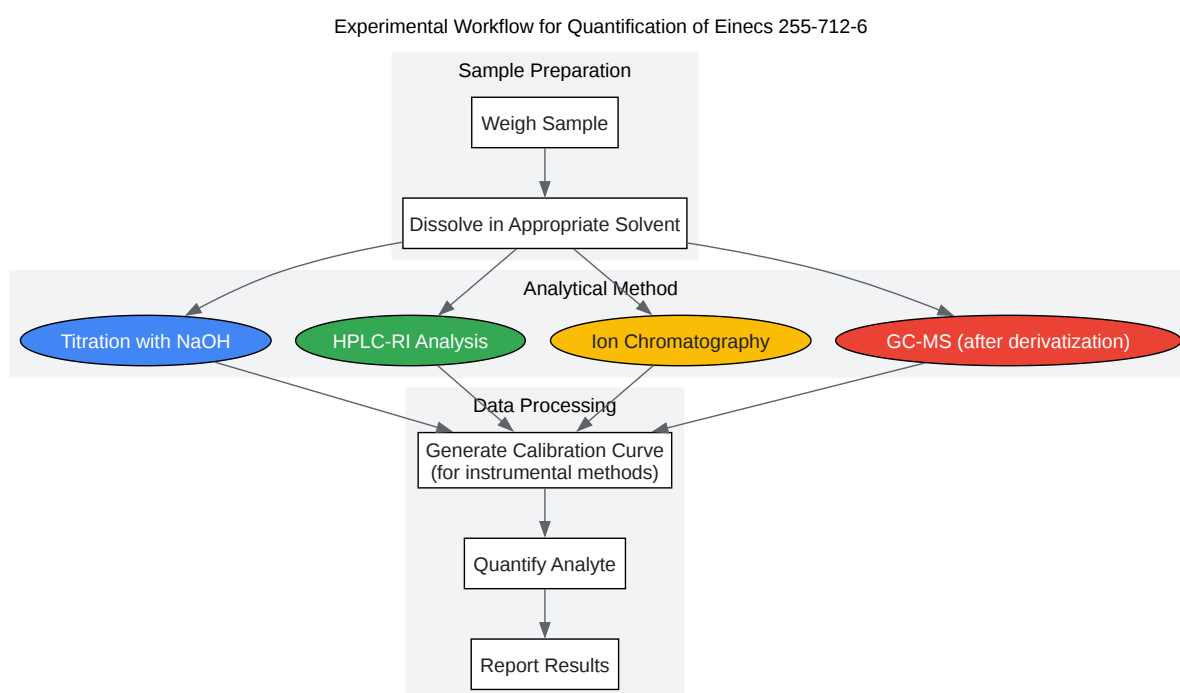 Experimental Workflow for Quantification of Einecs 255-712-6
Sample Preparation
Weigh Sample
Dissolve in Appropriate Solvent
Analytical Method
Titration with NaOH
HPLC-RI Analysis
Ion Chromatography
GC-MS (after derivatization)
Data Processing
Generate Calibration Curve
(for instrumental methods)
Quantify Analyte
Report Results